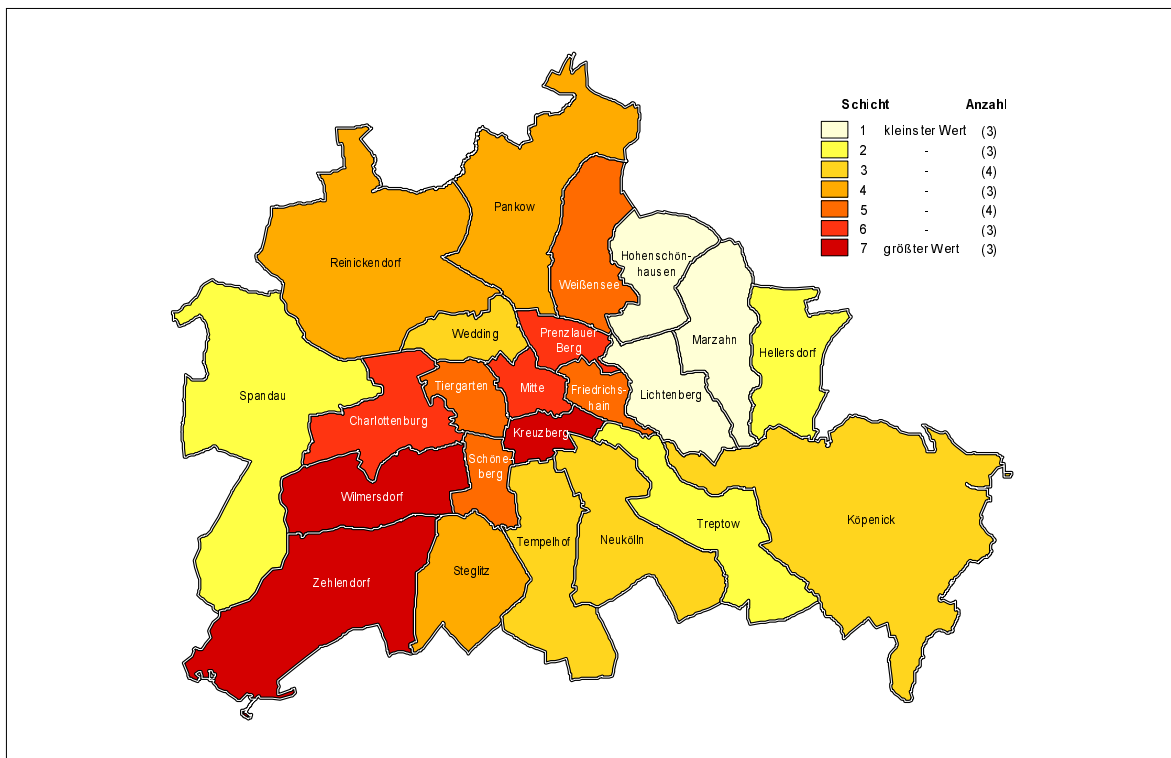 Schicht Anzahl
1 kleinster Wert (3)
2 - (3)
3 - (4)
4 - (3)
5 - (4)
6 - (3)
7 größter Wert (3)
Pankow
Reinickendorf
Hohenschön-
hausen
Weißensee
Wedding
Prenzlauer
Berg
Marzahn
Hellersdorf
Spandau
Tiergarten
Mitte
Friedrichs-
hain
Lichtenberg
Charlottenburg
Kreuzberg
Schöne-
berg
Wilmersdorf
Treptow
Köpenick
Tempelhof
Neukölln
Steglitz
Zehlendorf